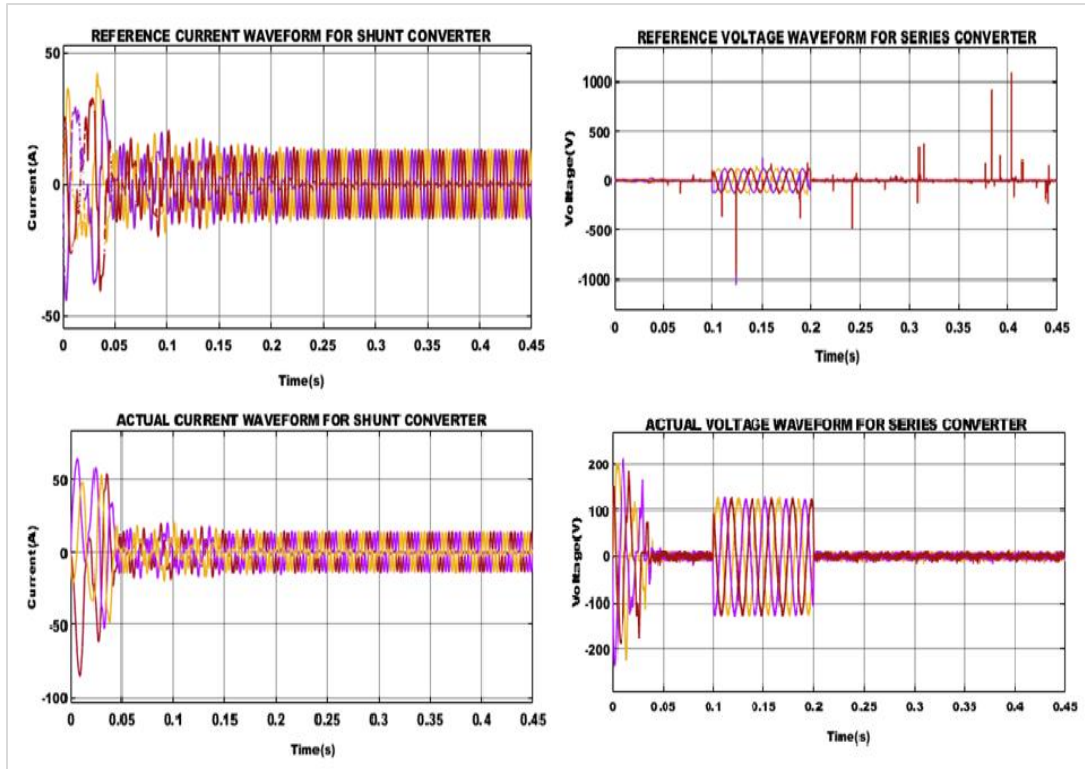 REFERENCE CURRENT WAVEFORM FOR SHUNT CONVERTER
50
0
-50
Current(A)
0 0.05 0.1 0.15 0.2 0.25 0.3 0.35 0.4 0.45
Time(s)
REFERENCE VOLTAGE WAVEFORM FOR SERIES CONVERTER
1000
500
0
-500
-1000
Voltage(V)
0 0.05 0.1 0.15 0.2 0.25 0.3 0.35 0.4 0.45
Time(s)
ACTUAL CURRENT WAVEFORM FOR SHUNT CONVERTER
50
0
-50
-100
Current(A)
0 0.05 0.1 0.15 0.2 0.25 0.3 0.35 0.4 0.45
Time(s)
ACTUAL VOLTAGE WAVEFORM FOR SERIES CONVERTER
200
100
0
-100
-200
Voltage(V)
0 0.05 0.1 0.15 0.2 0.25 0.3 0.35 0.4 0.45
Time(s)